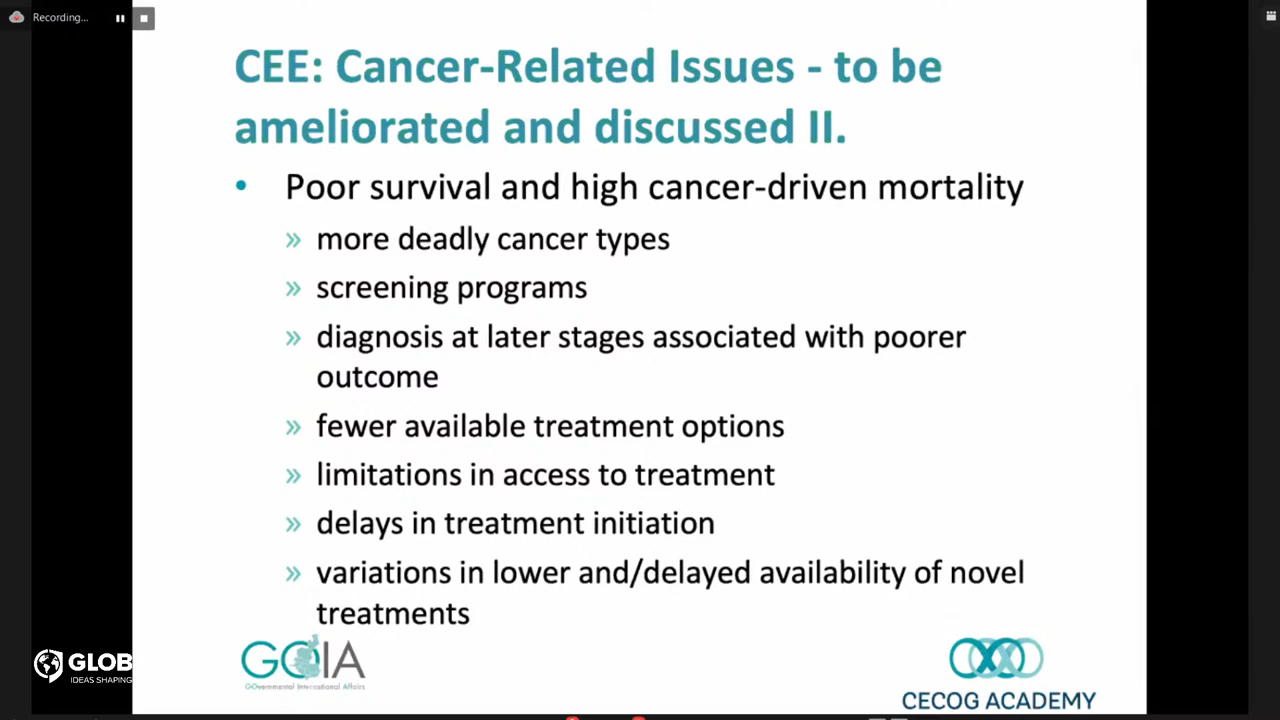 Recording...
CEE: Cancer-Related Issues - to be
ameliorated and discussed II.
• Poor survival and high cancer-driven mortality
» more deadly cancer types
» screening programs
» diagnosis at later stages associated with poorer
outcome
» fewer available treatment options
» limitations in access to treatment
» delays in treatment initiation
» variations in lower and/delayed availability of novel
treatments
GOIA
GOvernmental International Affairs
GLOB
IDEAS SHAPING
CECOG ACADEMY